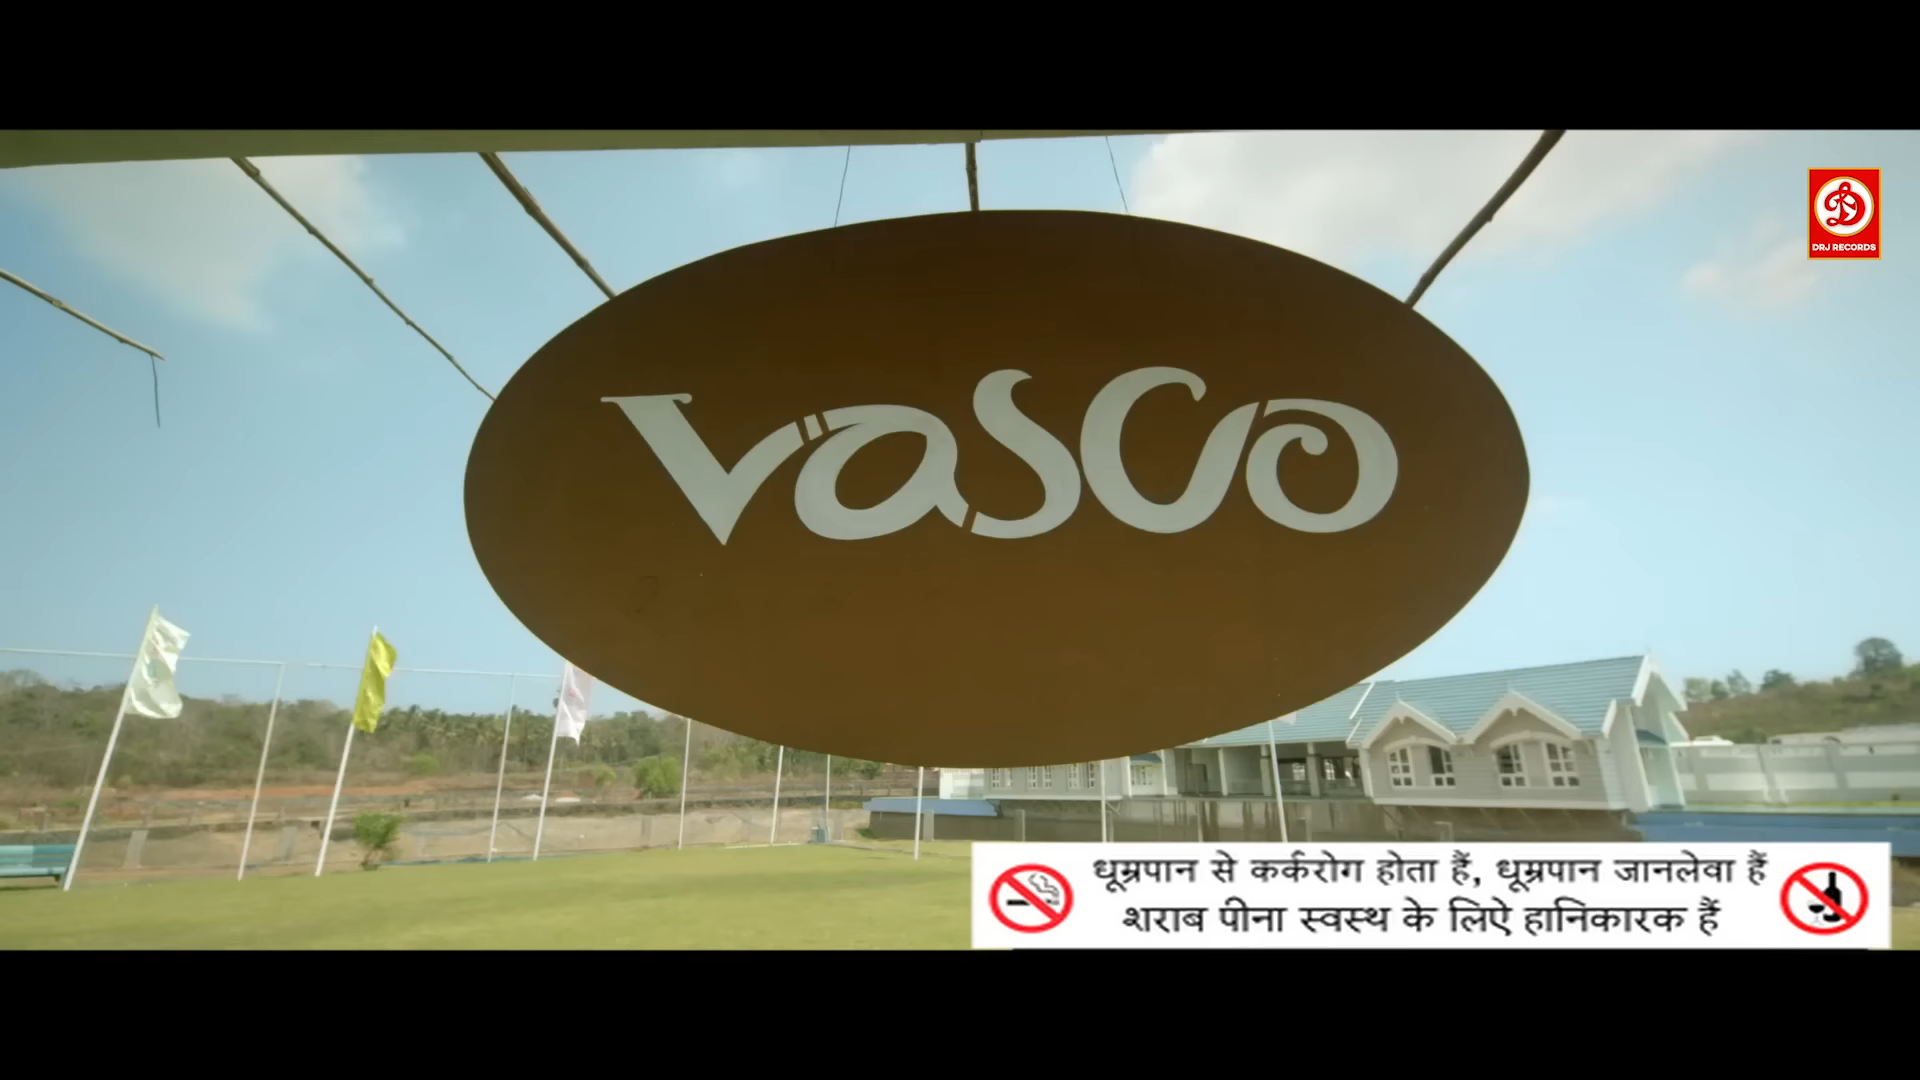 DRJ RECORDS
vasco
धूम्रपान से कर्करोग होता हैं, धूम्रपान जानलेवा हैं
शराब पीना स्वस्थ के लिऐ हानिकारक हैं